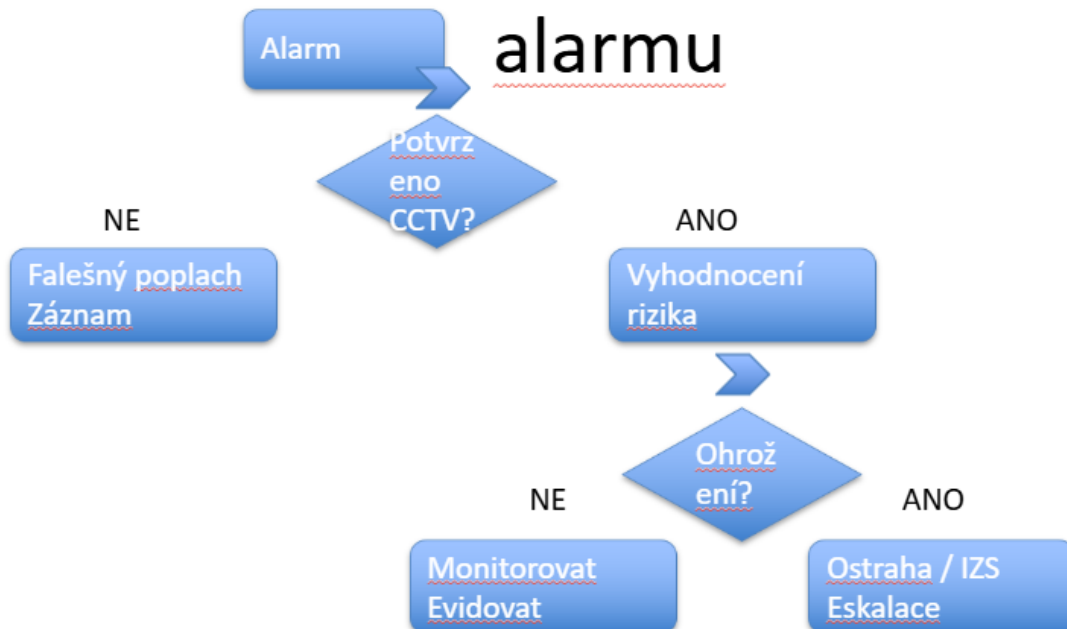 Alarm
alarmu
Potvrz
eno
CCTV?
NE
ANO
Falešný poplach
Záznam
Vyhodnocení
rizika
Ohrož
ení?
NE
ANO
Monitorovat
Evidovat
Ostraha / IZS
Eskalace